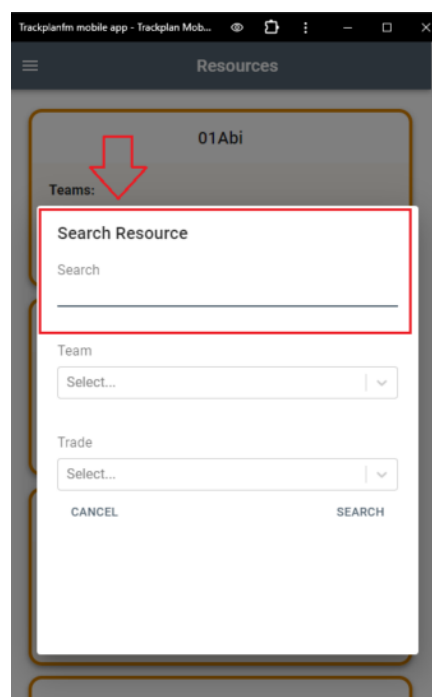 Trackplanfm mobile app - Trackplan Mob...
Resources
01Abi
Teams:
Search Resource
Search
Team
Select...
Trade
Select...
CANCEL
SEARCH